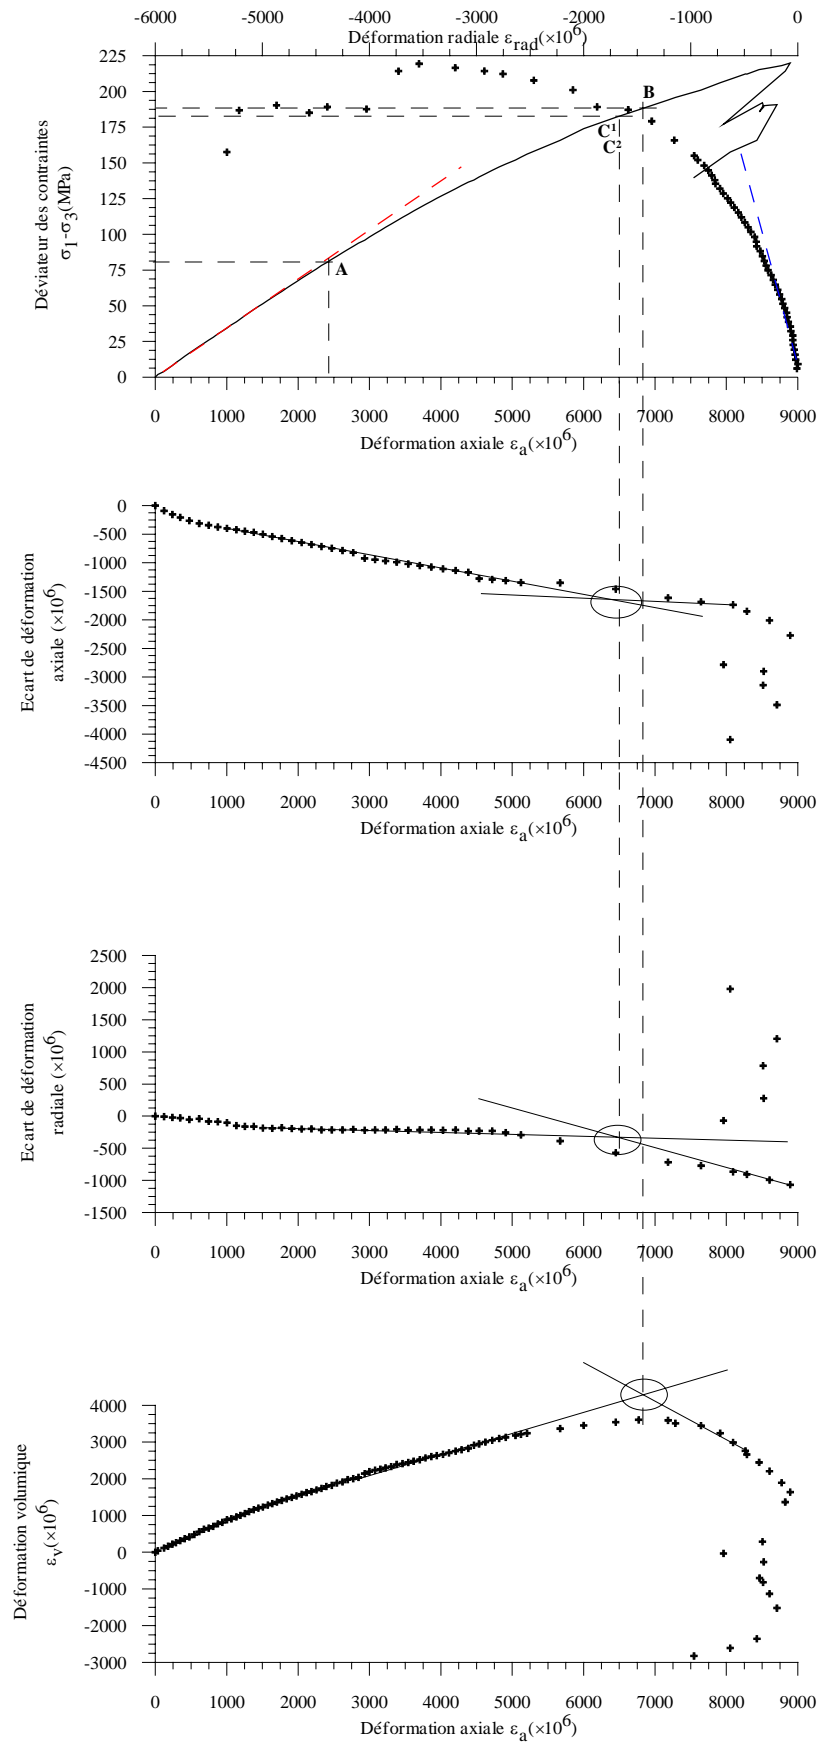 -6000 -5000 -4000 -3000 -2000 -1000 0
Déformation radiale εrad(×10⁶)
225
200
175
150
125
100
75
50
25
0
Déviateur des contraintes
σ1-σ3(MPa)
B
C¹
C²
A
0 1000 2000 3000 4000 5000 6000 7000 8000 9000
Déformation axiale εa(×10⁶)
0
-500
-1000
-1500
-2000
-2500
-3000
-3500
-4000
-4500
Ecart de déformation
axiale (×10⁶)
0 1000 2000 3000 4000 5000 6000 7000 8000 9000
Déformation axiale εa(×10⁶)
2500
2000
1500
1000
500
0
-500
-1000
-1500
Ecart de déformation
radiale (×10⁶)
0 1000 2000 3000 4000 5000 6000 7000 8000 9000
Déformation axiale εa(×10⁶)
4000
3000
2000
1000
0
-1000
-2000
-3000
Déformation volumique
εv(×10⁶)
0 1000 2000 3000 4000 5000 6000 7000 8000 9000
Déformation axiale εa(×10⁶)